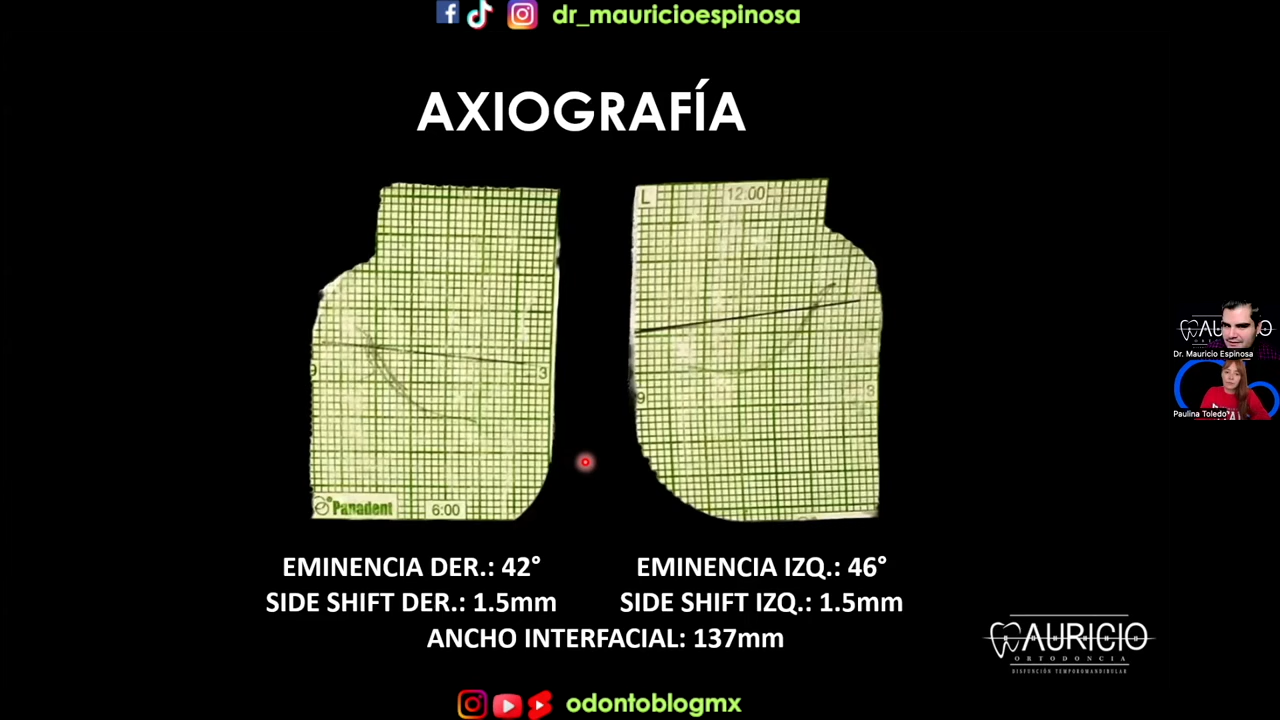 dr_mauricioespinosa
AXIOGRAFÍA
L 12:00
9 3
9 3
Panadent 6:00
EMINENCIA DER.: 42°
SIDE SHIFT DER.: 1.5mm
EMINENCIA IZQ.: 46°
SIDE SHIFT IZQ.: 1.5mm
ANCHO INTERFACIAL: 137mm
Dr. Mauricio Espinosa
Paulina Toledo
MAURICIO
ORTODONCIA
DISFUNCIÓN TEMPOROMANDIBULAR
odontoblogmx